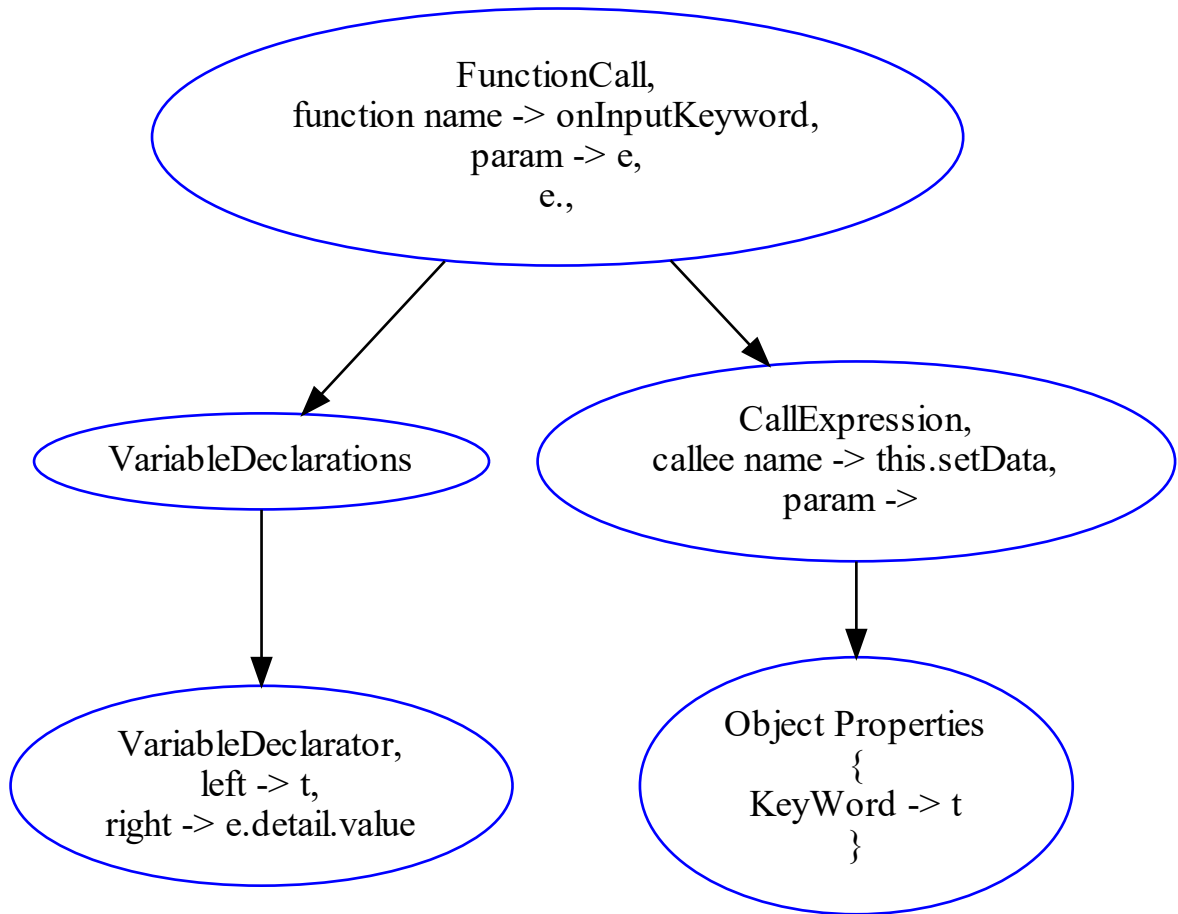 FunctionCall,
function name -> onInputKeyword,
param -> e,
e.,
VariableDeclarations
CallExpression,
callee name -> this.setData,
param ->
VariableDeclarator,
left -> t,
right -> e.detail.value
Object Properties
{
KeyWord -> t
}